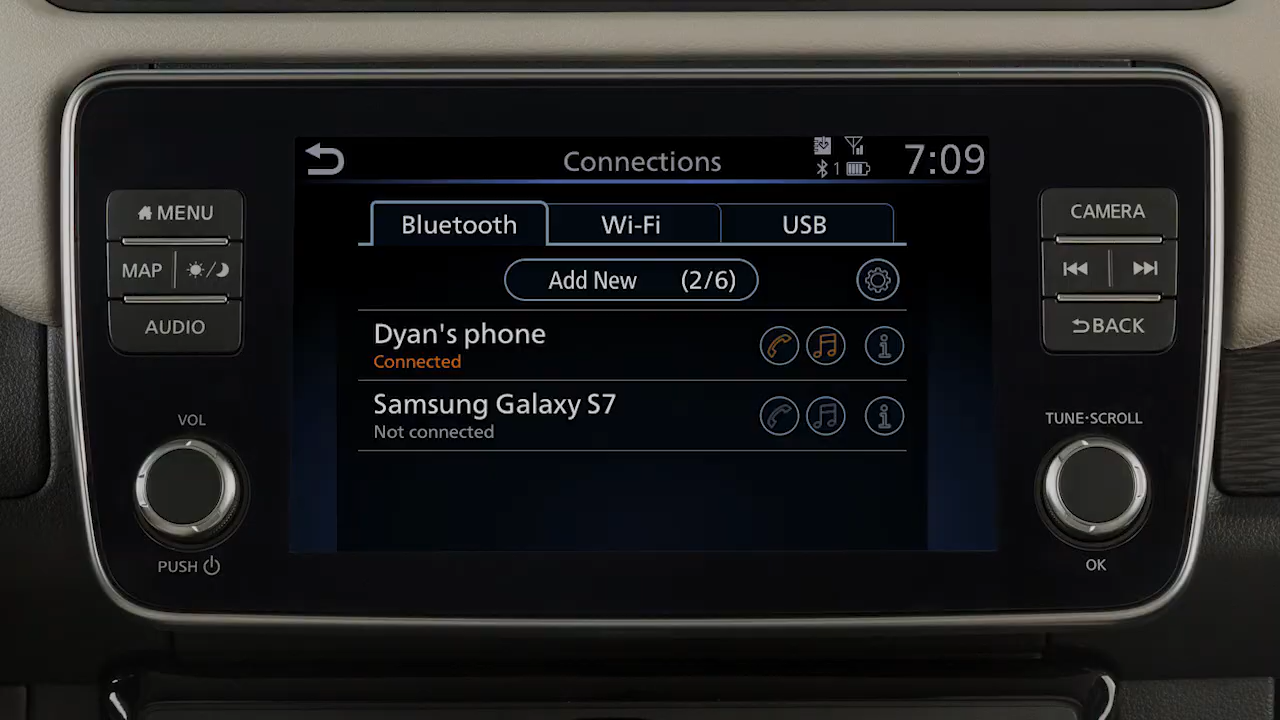 Connections
1
7:09
MENU
MAP
AUDIO
VOL
PUSH
Bluetooth
Wi-Fi
USB
Add New (2/6)
Dyan's phone
Connected
Samsung Galaxy S7
Not connected
CAMERA
BACK
TUNE·SCROLL
OK